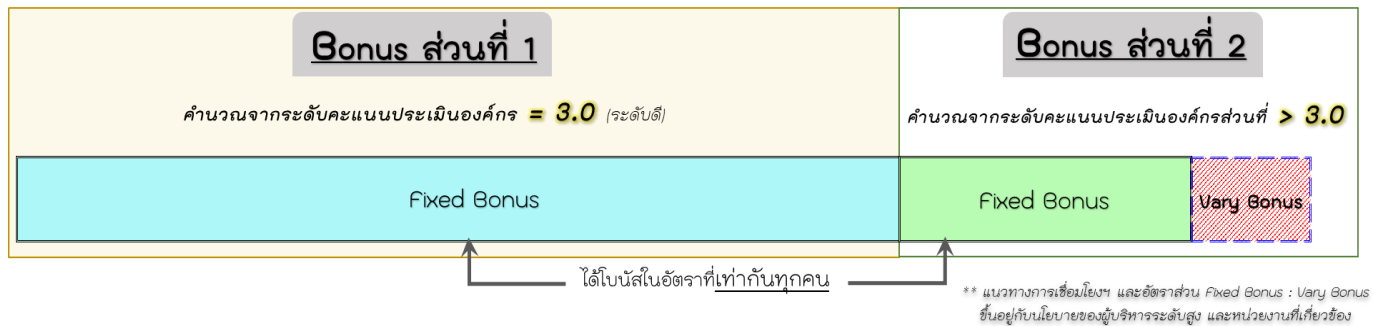 Bonus ส่วนที่ 1
Bonus ส่วนที่ 2
คำนวณจากระดับคะแนนประเมินองค์กร = 3.0 (ระดับดี)
คำนวณจากระดับคะแนนประเมินองค์กรส่วนที่ > 3.0
Fixed Bonus
Fixed Bonus
Vary Bonus
ได้โบนัสในอัตราที่เท่ากันทุกคน
** แนวทางการเชื่อมโยงฯ และอัตราส่วน Fixed Bonus : Vary Bonus
ขึ้นอยู่กับนโยบายของผู้บริหารระดับสูง และหน่วยงานที่เกี่ยวข้อง